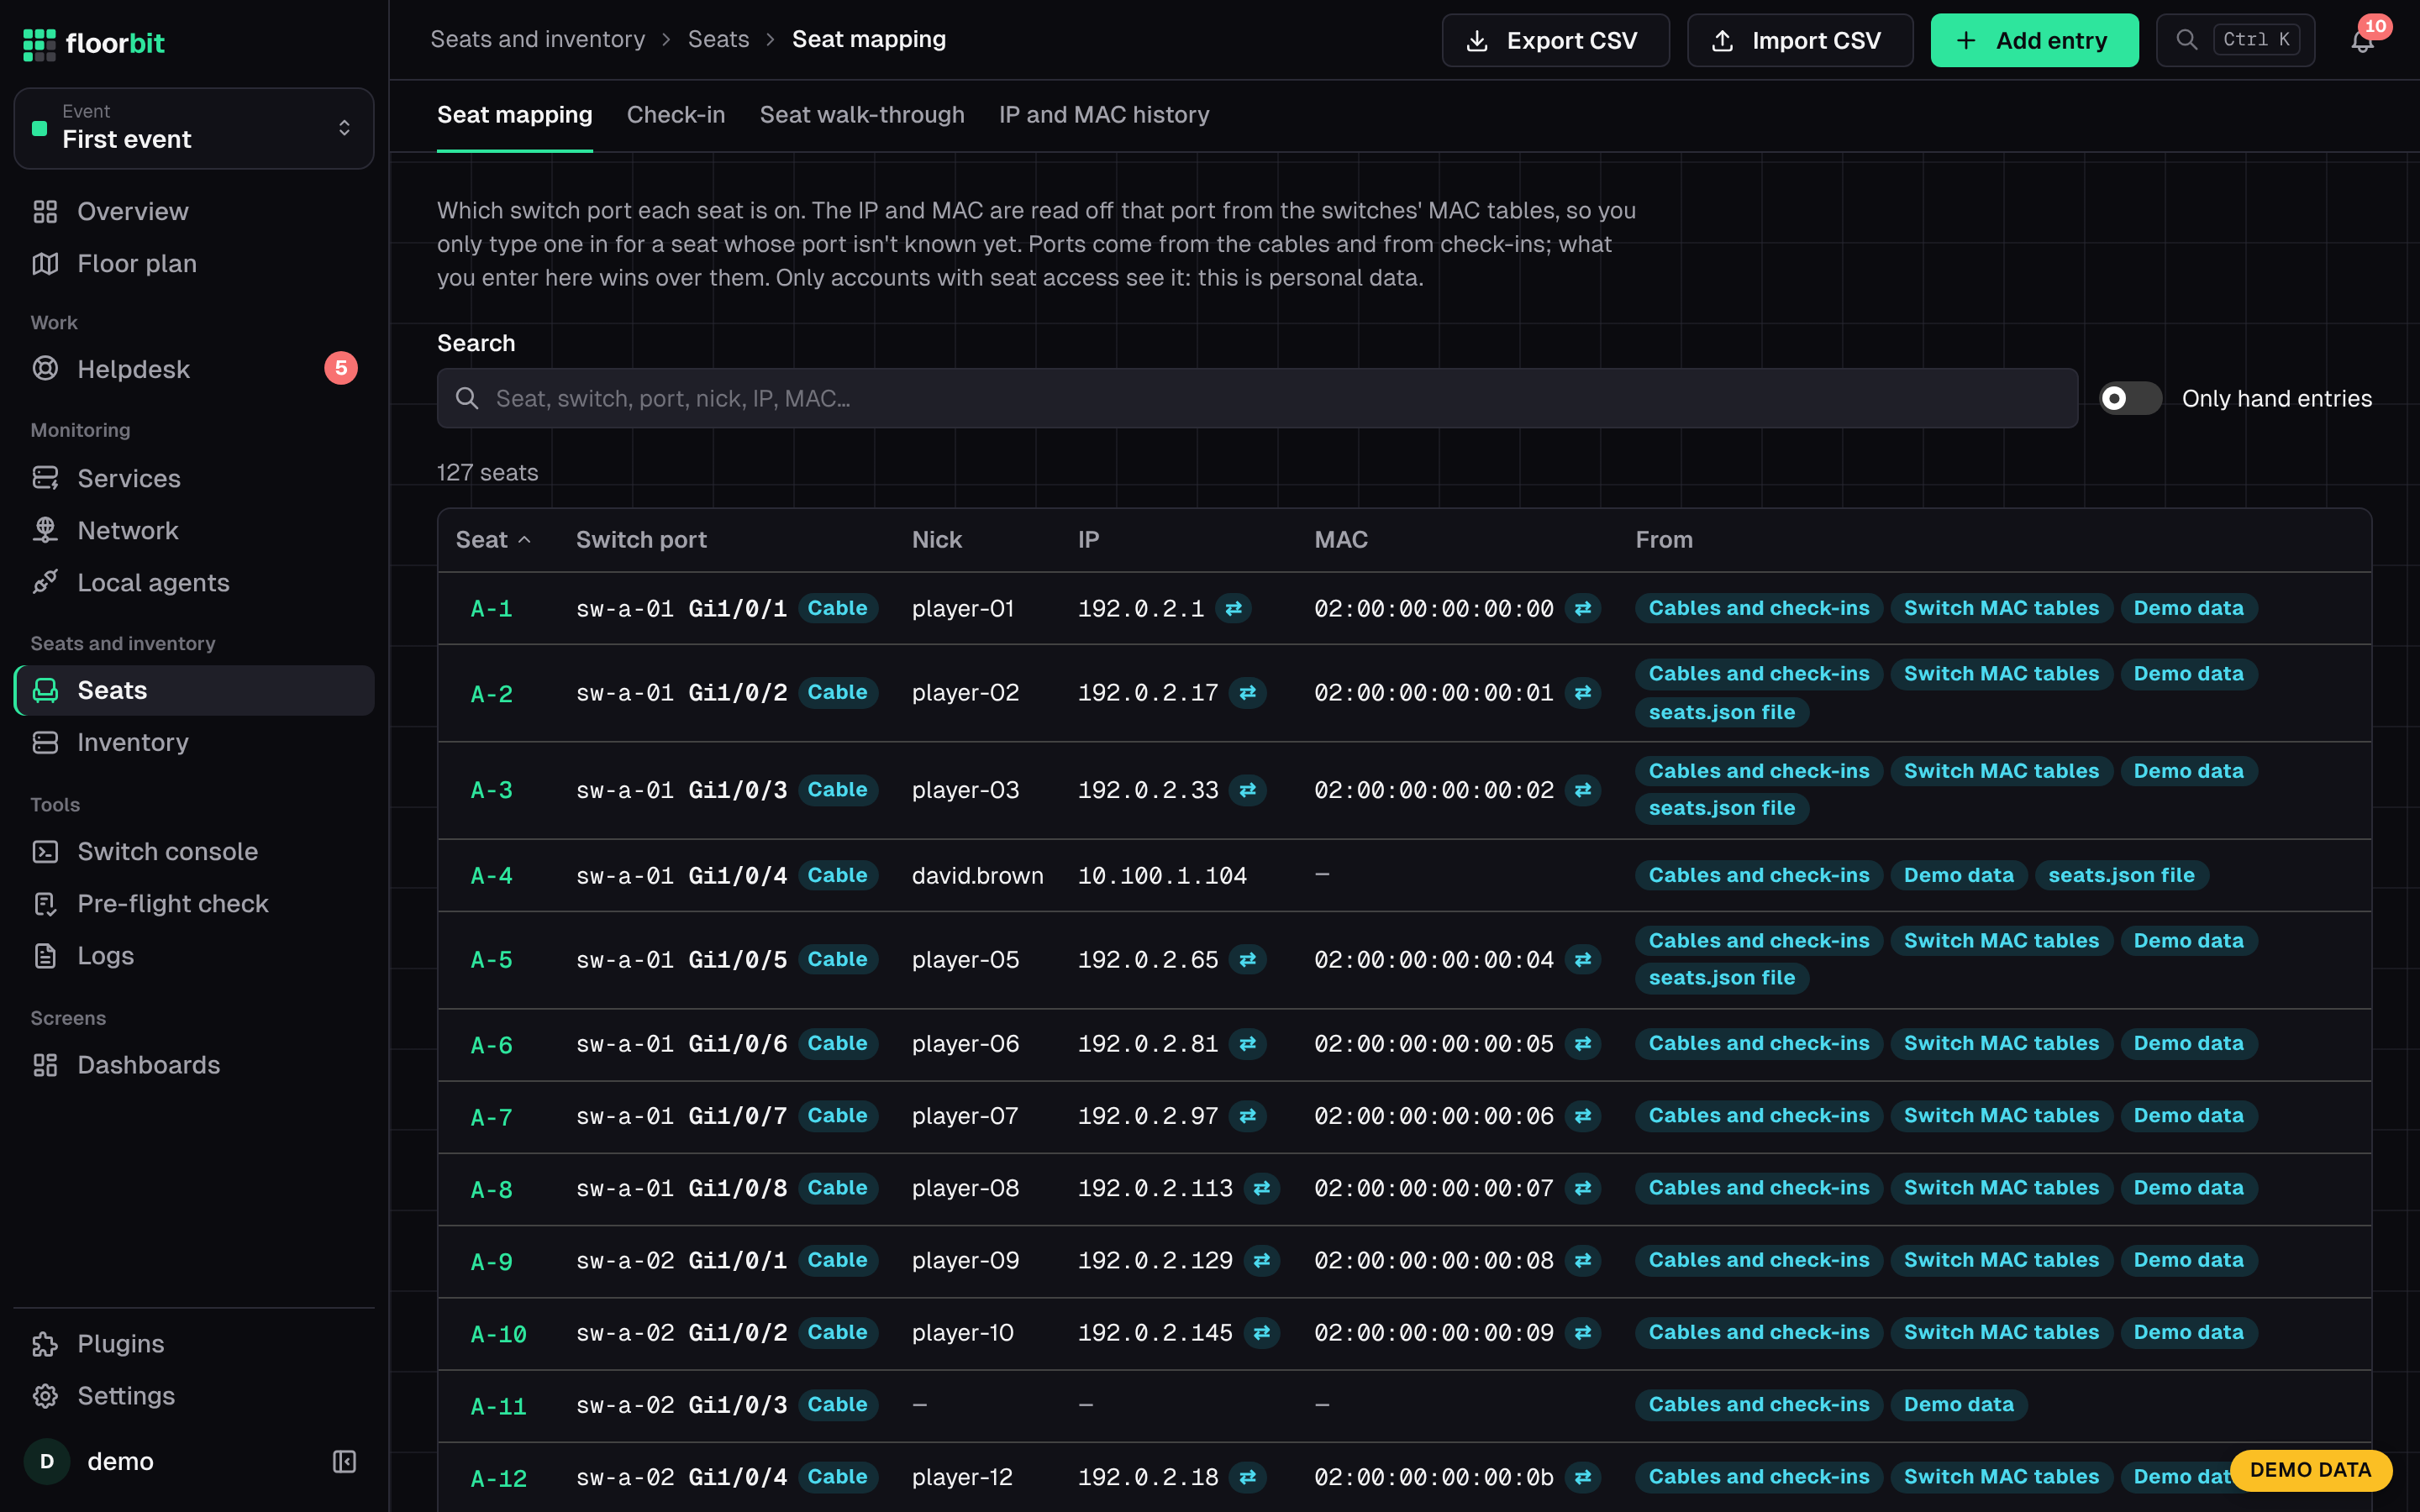 floorbit
Seats and inventory > Seats > Seat mapping
Export CSV
Import CSV
+ Add entry
Ctrl K
10
Event
First event
Overview
Floor plan
Work
Helpdesk 5
Monitoring
Services
Network
Local agents
Seats and inventory
Seats
Inventory
Tools
Switch console
Pre-flight check
Logs
Screens
Dashboards
Plugins
Settings
D demo
Seat mapping Check-in Seat walk-through IP and MAC history
Which switch port each seat is on. The IP and MAC are read off that port from the switches' MAC tables, so you
only type one in for a seat whose port isn't known yet. Ports come from the cables and from check-ins; what
you enter here wins over them. Only accounts with seat access see it: this is personal data.
Search
Seat, switch, port, nick, IP, MAC...
Only hand entries
127 seats
Seat Switch port Nick IP MAC From
A-1 sw-a-01 Gi1/0/1 Cable player-01 192.0.2.1 ⇄ 02:00:00:00:00:00 ⇄ Cables and check-ins Switch MAC tables Demo data
A-2 sw-a-01 Gi1/0/2 Cable player-02 192.0.2.17 ⇄ 02:00:00:00:00:01 ⇄ Cables and check-ins Switch MAC tables Demo data
seats.json file
A-3 sw-a-01 Gi1/0/3 Cable player-03 192.0.2.33 ⇄ 02:00:00:00:00:02 ⇄ Cables and check-ins Switch MAC tables Demo data
seats.json file
A-4 sw-a-01 Gi1/0/4 Cable david.brown 10.100.1.104 – Cables and check-ins Demo data seats.json file
A-5 sw-a-01 Gi1/0/5 Cable player-05 192.0.2.65 ⇄ 02:00:00:00:00:04 ⇄ Cables and check-ins Switch MAC tables Demo data
seats.json file
A-6 sw-a-01 Gi1/0/6 Cable player-06 192.0.2.81 ⇄ 02:00:00:00:00:05 ⇄ Cables and check-ins Switch MAC tables Demo data
A-7 sw-a-01 Gi1/0/7 Cable player-07 192.0.2.97 ⇄ 02:00:00:00:00:06 ⇄ Cables and check-ins Switch MAC tables Demo data
A-8 sw-a-01 Gi1/0/8 Cable player-08 192.0.2.113 ⇄ 02:00:00:00:00:07 ⇄ Cables and check-ins Switch MAC tables Demo data
A-9 sw-a-02 Gi1/0/1 Cable player-09 192.0.2.129 ⇄ 02:00:00:00:00:08 ⇄ Cables and check-ins Switch MAC tables Demo data
A-10 sw-a-02 Gi1/0/2 Cable player-10 192.0.2.145 ⇄ 02:00:00:00:00:09 ⇄ Cables and check-ins Switch MAC tables Demo data
A-11 sw-a-02 Gi1/0/3 Cable – – – Cables and check-ins Demo data
A-12 sw-a-02 Gi1/0/4 Cable player-12 192.0.2.18 ⇄ 02:00:00:00:00:0b ⇄ Cables and check-ins Switch MAC tables Demo dat
DEMO DATA